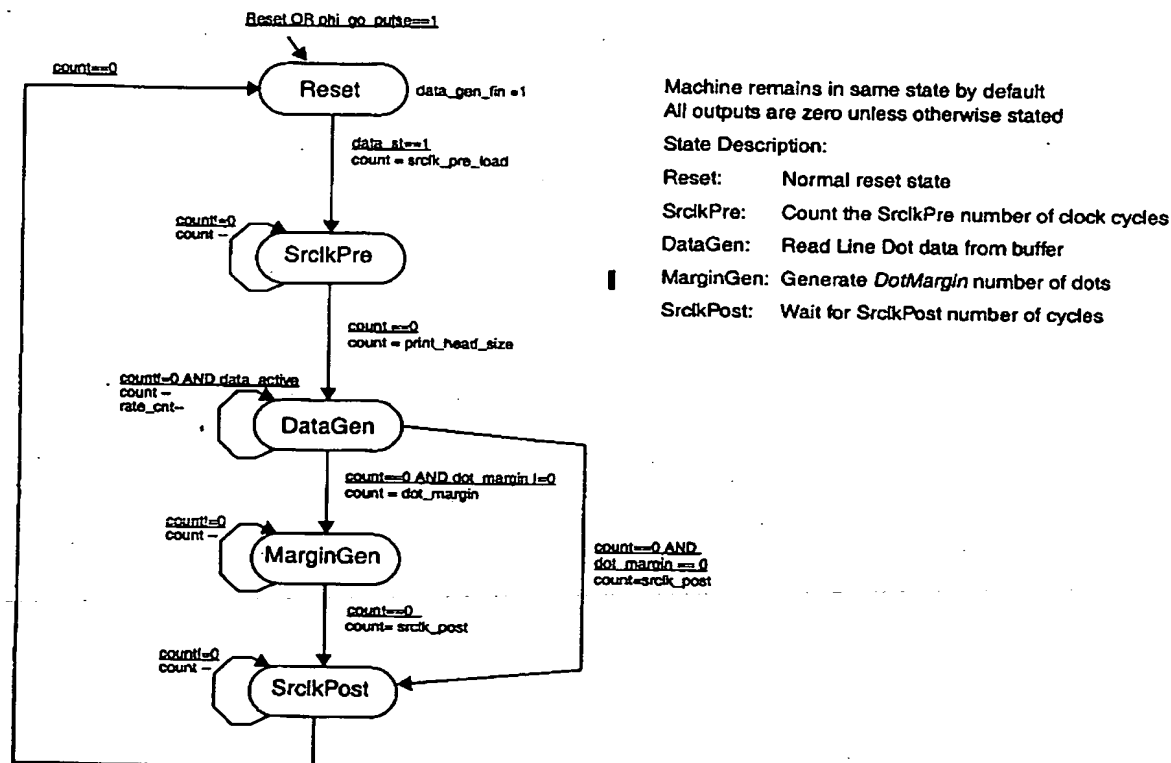 Reset OR phi_go_pulse==1
count==0
Reset
data_gen_fin =1
data_st==1
count = srclk_pre_load
count!=0
count --
SrclkPre
count ==0
count = print_head_size
count!=0 AND data_active
count --
rate_cnt--
DataGen
count==0 AND dot_margin !=0
count = dot_margin
count!=0
count --
MarginGen
count==0 AND
dot_margin == 0
count=srclk_post
count==0
count= srclk_post
count!=0
count --
SrclkPost
Machine remains in same state by default
All outputs are zero unless otherwise stated
State Description:
Reset: Normal reset state
SrclkPre: Count the SrclkPre number of clock cycles
DataGen: Read Line Dot data from buffer
MarginGen: Generate DotMargin number of dots
SrclkPost: Wait for SrclkPost number of cycles